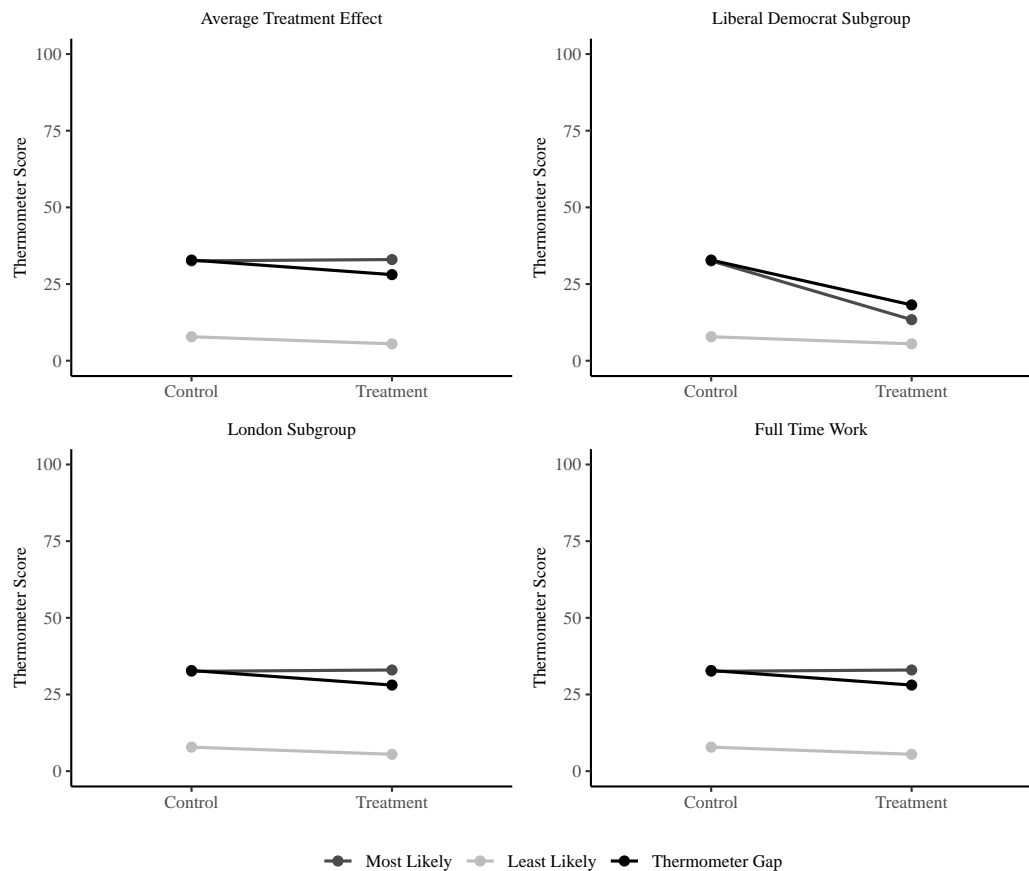 Average Treatment Effect
Thermometer Score
100
75
50
25
0
Control Treatment
Liberal Democrat Subgroup
Thermometer Score
100
75
50
25
0
Control Treatment
London Subgroup
Thermometer Score
100
75
50
25
0
Control Treatment
Full Time Work
Thermometer Score
100
75
50
25
0
Control Treatment
Most Likely Least Likely Thermometer Gap